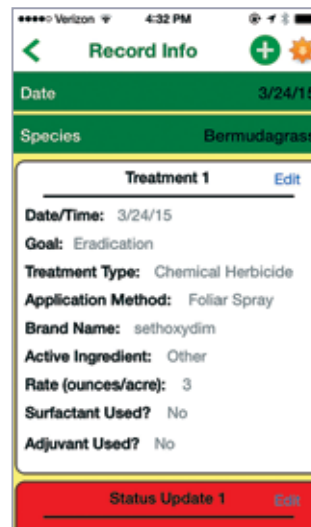 Verizon 4:32 PM
Record Info
Date 3/24/15
Species Bermudagrass
Treatment 1 Edit
Date/Time: 3/24/15
Goal: Eradication
Treatment Type: Chemical Herbicide
Application Method: Foliar Spray
Brand Name: sethoxydim
Active Ingredient: Other
Rate (ounces/acre): 3
Surfactant Used? No
Adjuvant Used? No
Status Update 1 Edit